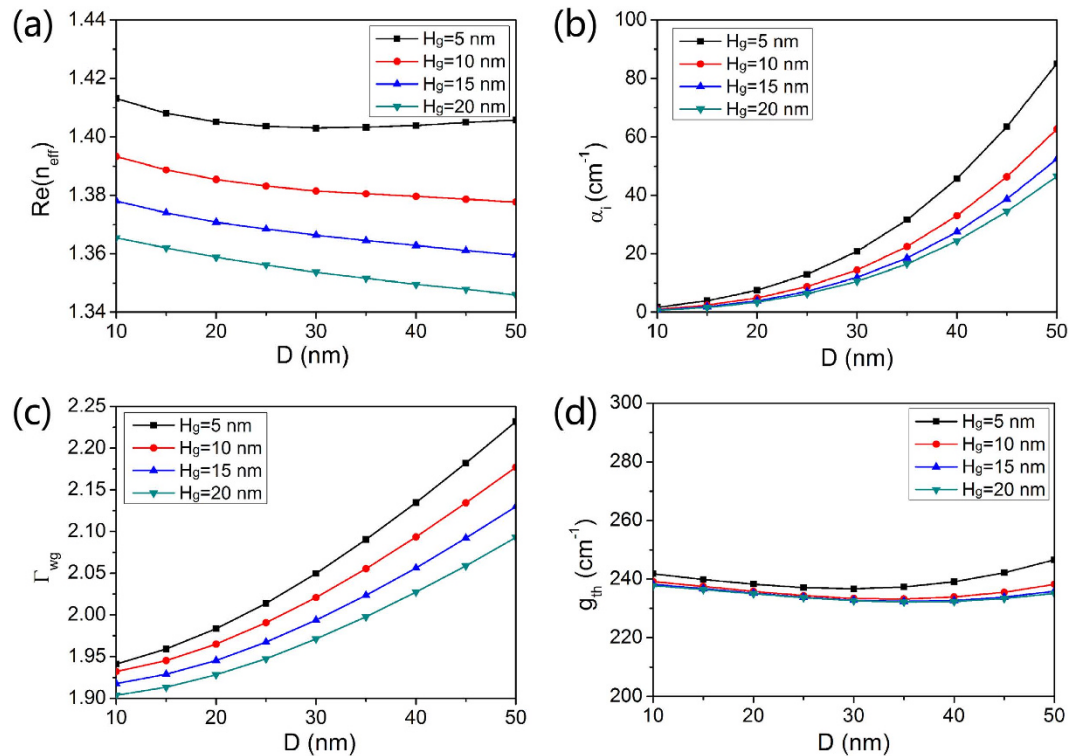 (a)
1.44
1.42
1.40
1.38
1.36
1.34
Re(neff)
Hg=5 nm
Hg=10 nm
Hg=15 nm
Hg=20 nm
10 20 30 40 50
D (nm)
(b)
100
80
60
40
20
0
αi (cm-1)
Hg=5 nm
Hg=10 nm
Hg=15 nm
Hg=20 nm
10 20 30 40 50
D (nm)
(c)
2.25
2.20
2.15
2.10
2.05
2.00
1.95
1.90
Γwg
Hg=5 nm
Hg=10 nm
Hg=15 nm
Hg=20 nm
10 20 30 40 50
D (nm)
(d)
300
280
260
240
220
200
gth (cm-1)
Hg=5 nm
Hg=10 nm
Hg=15 nm
Hg=20 nm
10 20 30 40 50
D (nm)